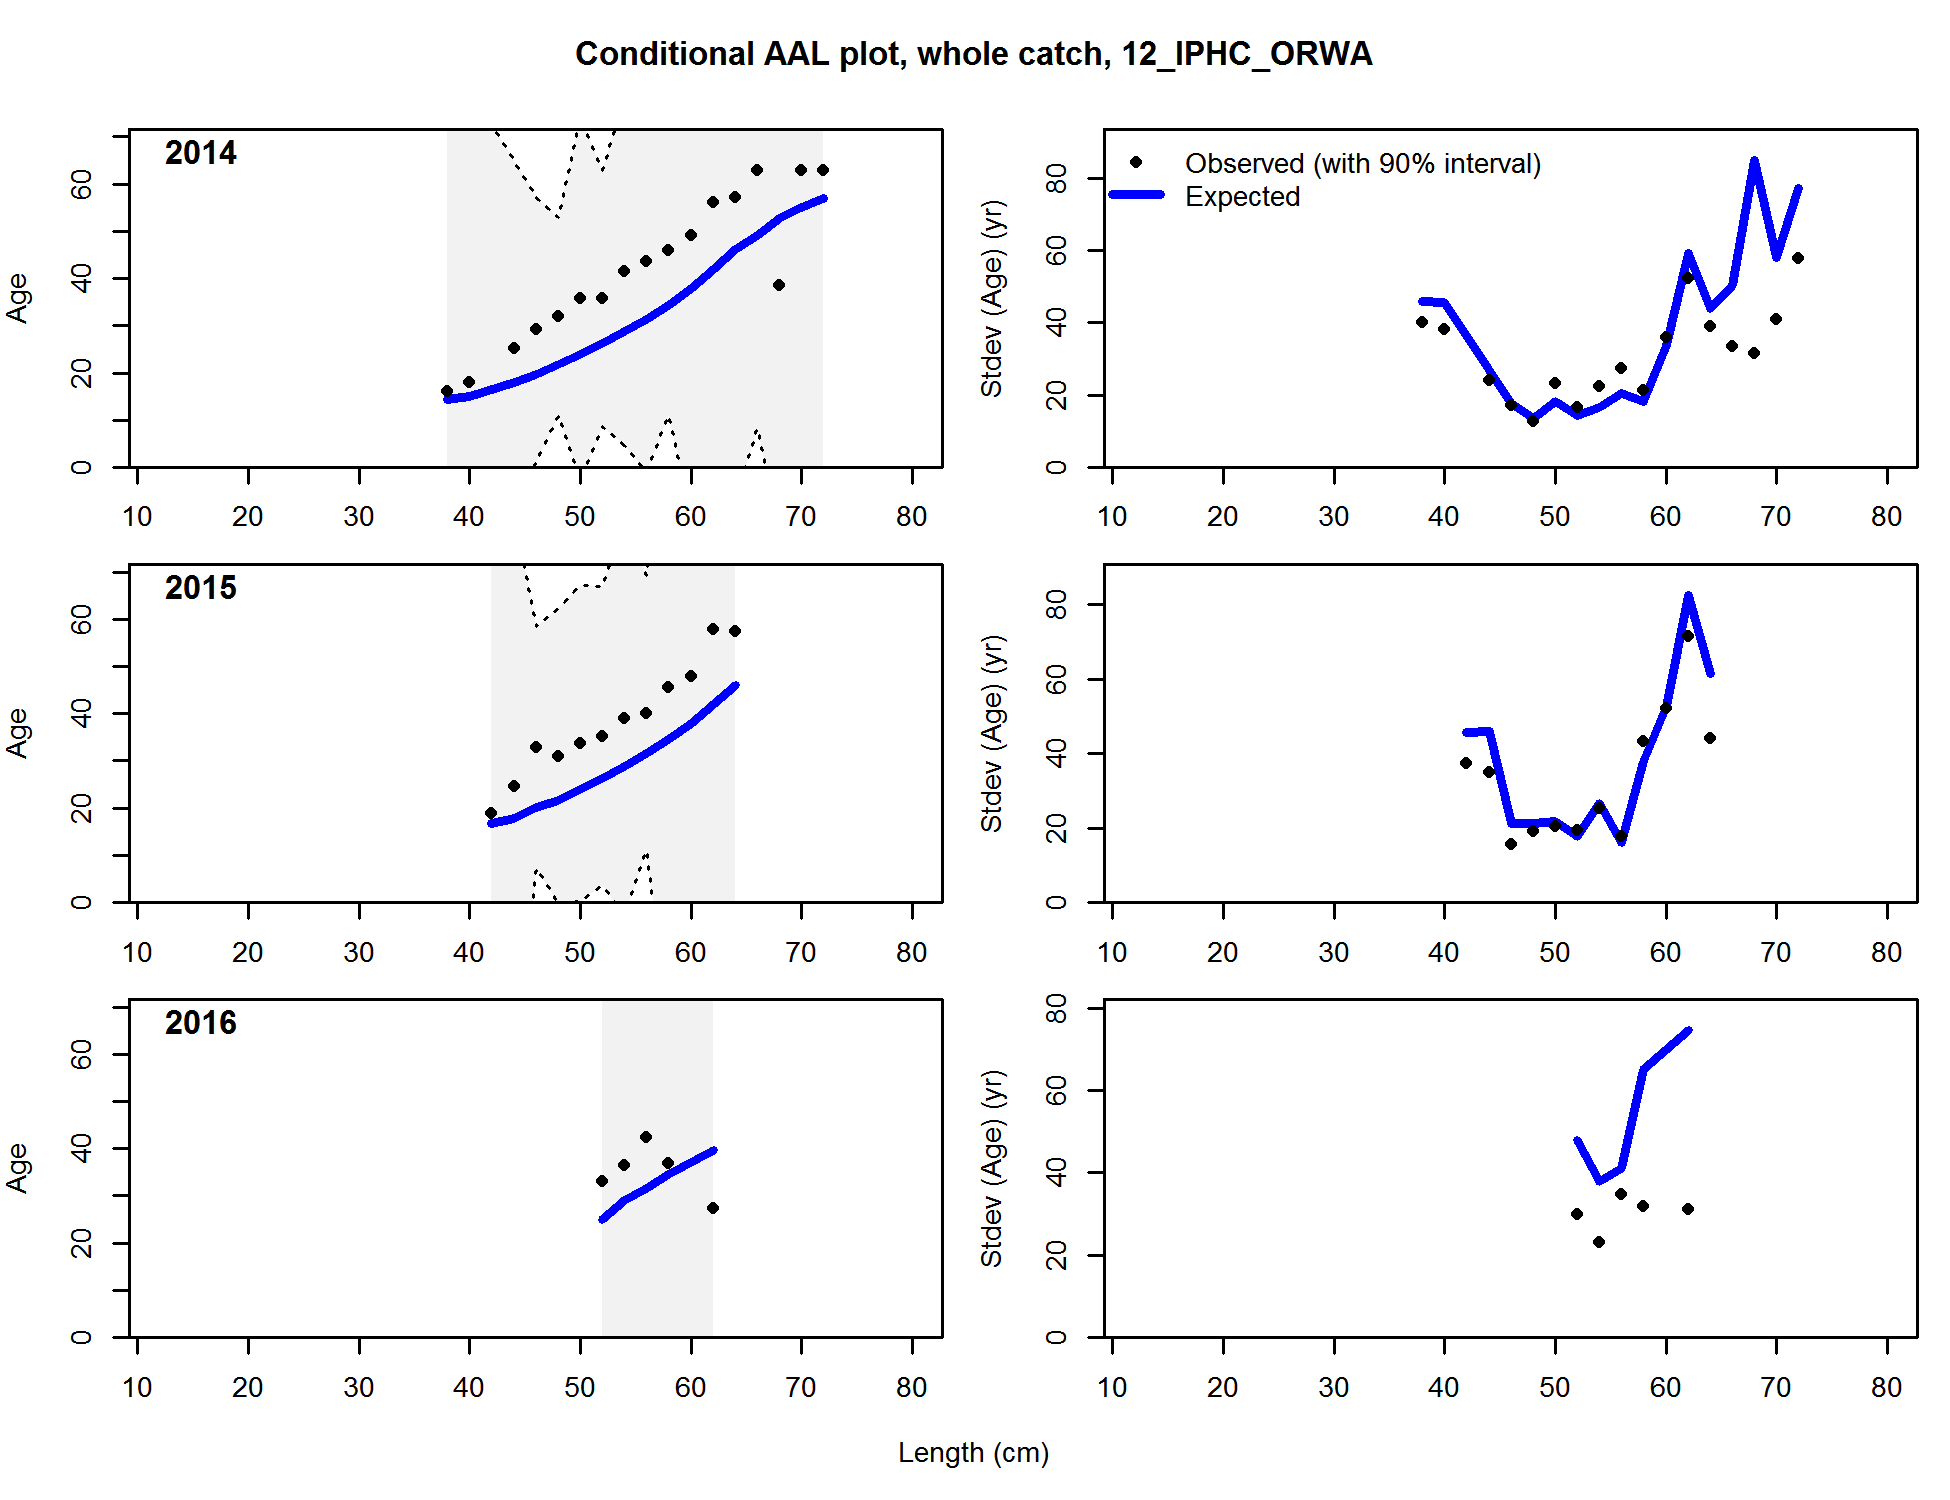 Conditional AAL plot, whole catch, 12_IPHC_ORWA
2014
Age
0 20 40 60
10 20 30 40 50 60 70 80
Observed (with 90% interval)
Expected
Stdev (Age) (yr)
0 20 40 60 80
10 20 30 40 50 60 70 80
2015
Age
0 20 40 60
10 20 30 40 50 60 70 80
Stdev (Age) (yr)
0 20 40 60 80
10 20 30 40 50 60 70 80
2016
Age
0 20 40 60
10 20 30 40 50 60 70 80
Stdev (Age) (yr)
0 20 40 60 80
10 20 30 40 50 60 70 80
Length (cm)